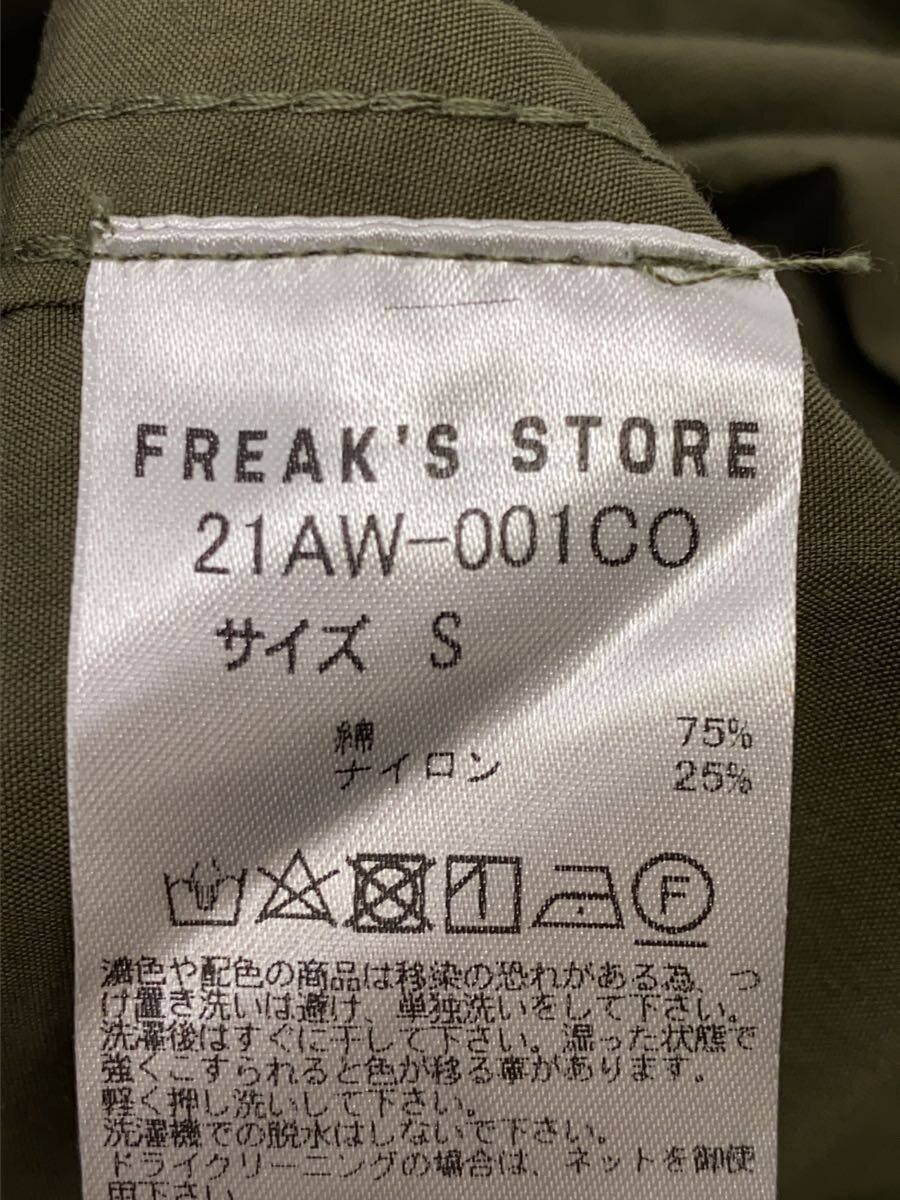 FREAK'S STORE
21AW-001CO
サイズ S
綿 75%
ナイロン 25%
F
濃色や配色の商品は移染の恐れがある為、つ
け置き洗いは避け、単独洗いをして下さい。
洗濯後はすぐに干して下さい。湿った状態で
強くこすられると色が移る事があります。
軽く押し洗いして下さい。
洗濯機での脱水はしないで下さい。
ドライクリーニングの場合は、ネットを御使
用下さい。